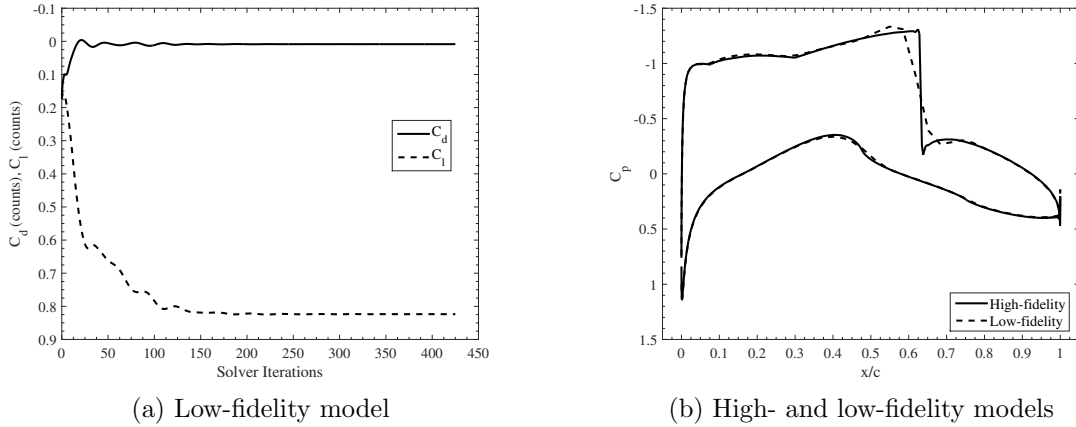 -0.1
0
0.1
0.2
0.3
0.4
0.5
0.6
0.7
0.8
0.9
C_d (counts), C_l (counts)
0 50 100 150 200 250 300 350 400 450
Solver Iterations
C_d
C_l
(a) Low-fidelity model
-1.5
-1
-0.5
0
0.5
1
1.5
C_p
0 0.1 0.2 0.3 0.4 0.5 0.6 0.7 0.8 0.9 1
x/c
High-fidelity
Low-fidelity
(b) High- and low-fidelity models